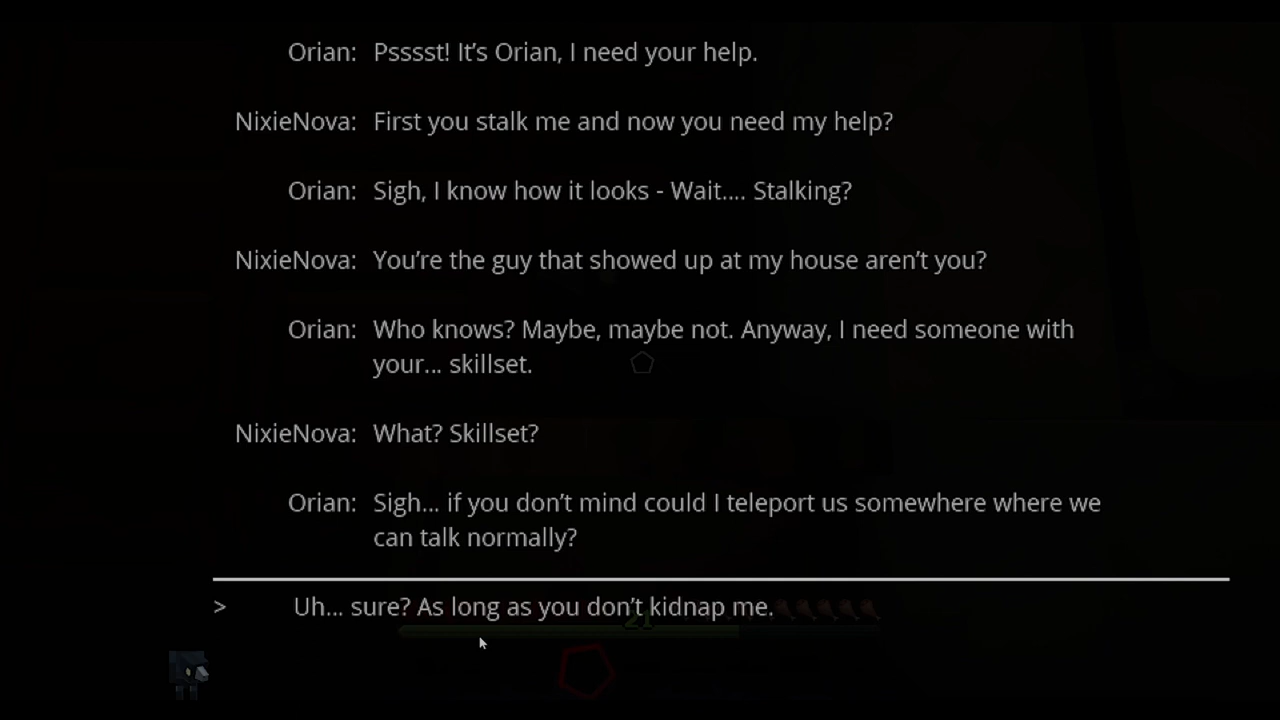 Orian: Psssst! It's Orian, I need your help.
NixieNova: First you stalk me and now you need my help?
Orian: Sigh, I know how it looks - Wait.... Stalking?
NixieNova: You're the guy that showed up at my house aren't you?
Orian: Who knows? Maybe, maybe not. Anyway, I need someone with
your... skillset.
NixieNova: What? Skillset?
Orian: Sigh... if you don't mind could I teleport us somewhere where we
can talk normally?
> Uh... sure? As long as you don't kidnap me.
21